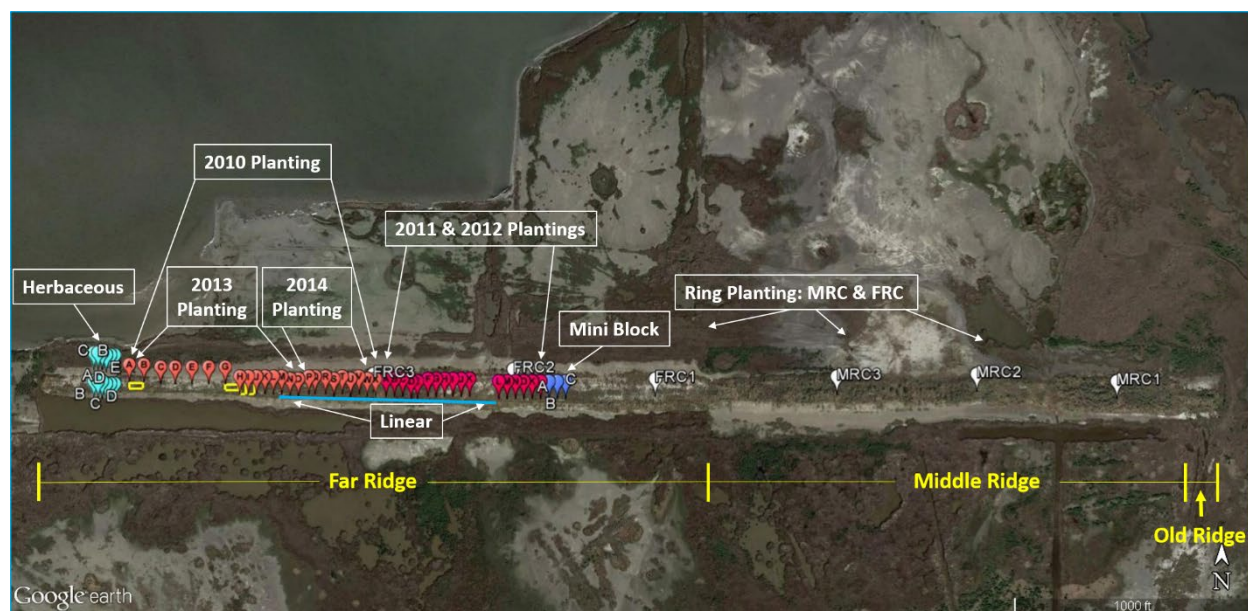 2010 Planting
2011 & 2012 Plantings
Herbaceous
2013
Planting
2014
Planting
Ring Planting: MRC & FRC
Mini Block
C B
E
A B C D E F G
H
FRC3
FRC2
A
C
B
FRC1
MRC3
MRC2
MRC1
A D
B D
C
Linear
Far Ridge
Middle Ridge
Old Ridge
N
Google earth
1000 ft